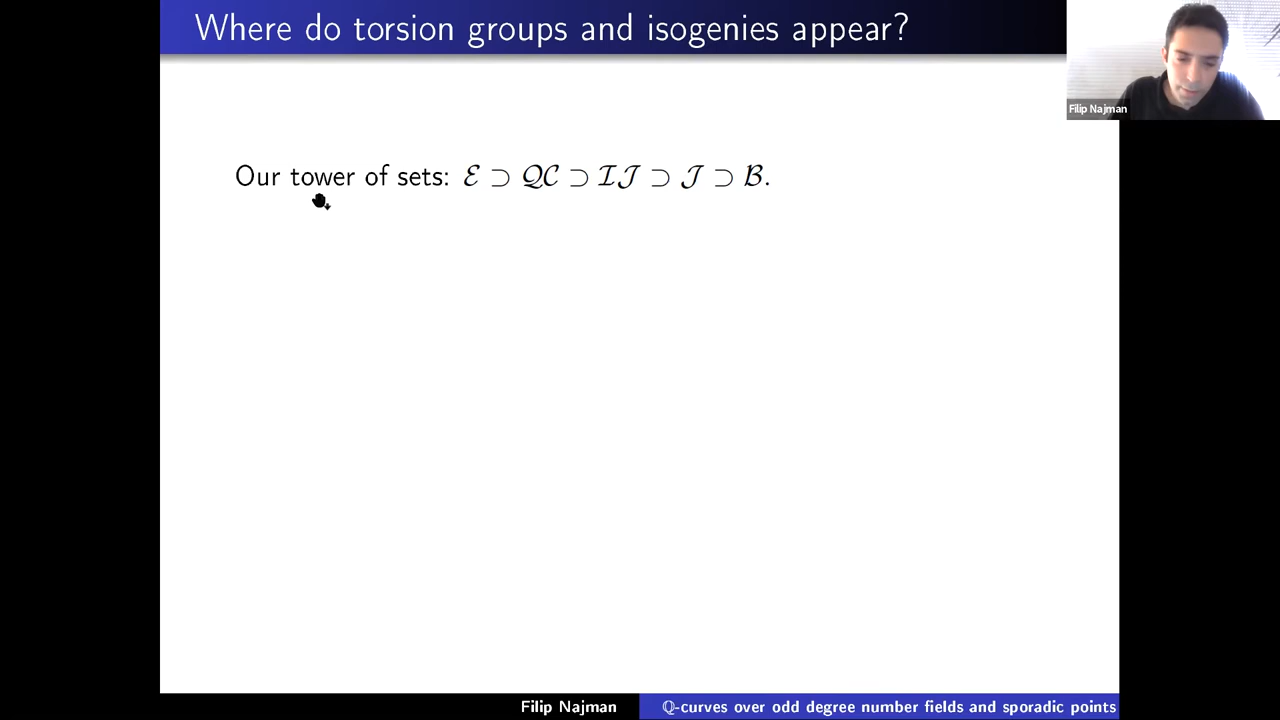 Where do torsion groups and isogenies appear?
Filip Najman
Our tower of sets: ℰ ⊃ 𝒬𝒞 ⊃ ℐ𝒥 ⊃ 𝒥 ⊃ ℬ.
Filip Najman
ℚ-curves over odd degree number fields and sporadic points